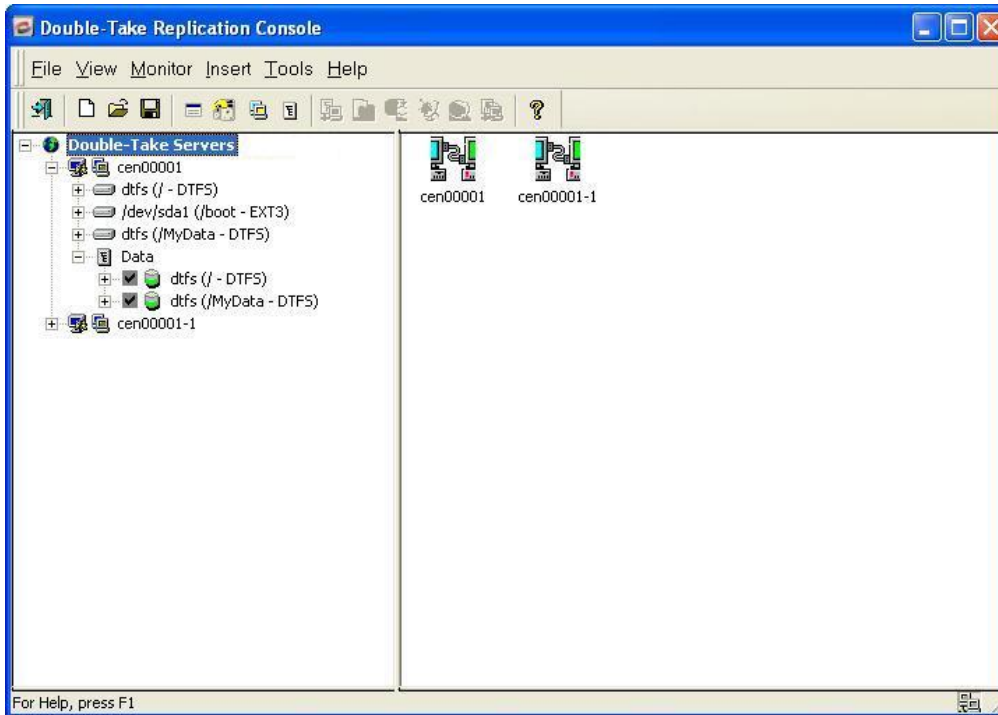 Double-Take Replication Console
File View Monitor Insert Tools Help
Double-Take Servers
cen00001
dtfs (/ - DTFS)
/dev/sda1 (/boot - EXT3)
dtfs (/MyData - DTFS)
Data
dtfs (/ - DTFS)
dtfs (/MyData - DTFS)
cen00001-1
cen00001
cen00001-1
For Help, press F1